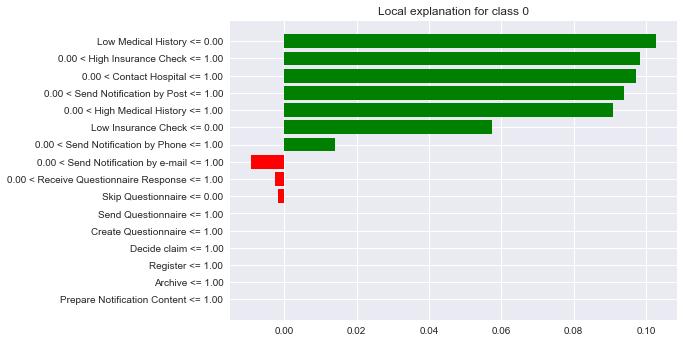 Local explanation for class 0
Low Medical History <= 0.00
0.00 < High Insurance Check <= 1.00
0.00 < Contact Hospital <= 1.00
0.00 < Send Notification by Post <= 1.00
0.00 < High Medical History <= 1.00
Low Insurance Check <= 0.00
0.00 < Send Notification by Phone <= 1.00
0.00 < Send Notification by e-mail <= 1.00
0.00 < Receive Questionnaire Response <= 1.00
Skip Questionnaire <= 0.00
Send Questionnaire <= 1.00
Create Questionnaire <= 1.00
Decide claim <= 1.00
Register <= 1.00
Archive <= 1.00
Prepare Notification Content <= 1.00
0.00 0.02 0.04 0.06 0.08 0.10